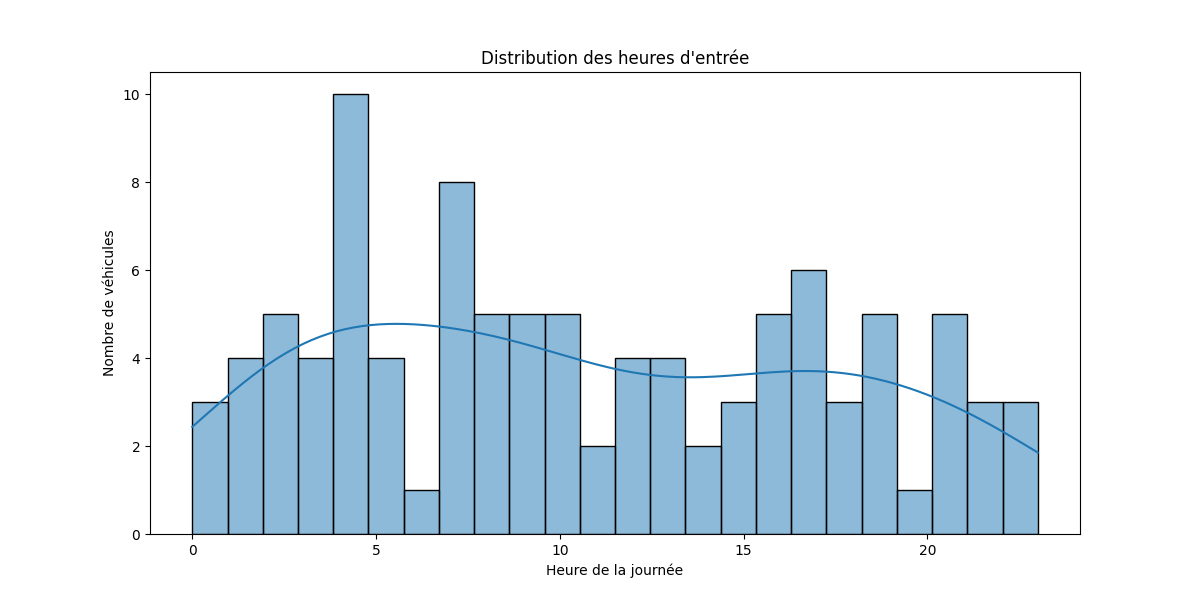 Distribution des heures d'entrée
10
8
6
4
2
0
Nombre de véhicules
0 5 10 15 20
Heure de la journée